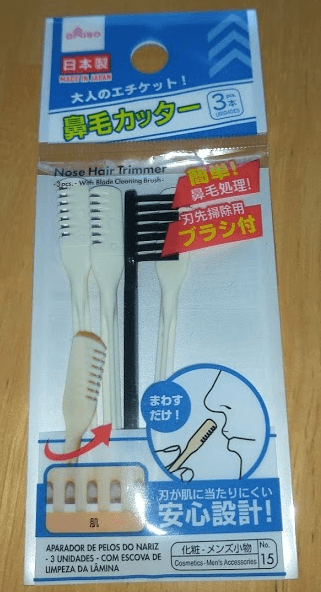 DAISO
日本製
MADE IN JAPAN
大人のエチケット!
鼻毛カッター
3 pcs. 本
UNIDADES
Nose Hair Trimmer
-3 pcs. - With Blade Cleaning Brush-
簡単!
鼻毛処理!
刃先掃除用
ブラシ付
まわす
だけ!
肌
刃が肌に当たりにくい
安心設計!
APARADOR DE PELOS DO NARIZ
- 3 UNIDADES - COM ESCOVA DE
LIMPEZA DA LÂMINA
化粧 - メンズ小物
Cosmetics - Men's Accessories
No.
15